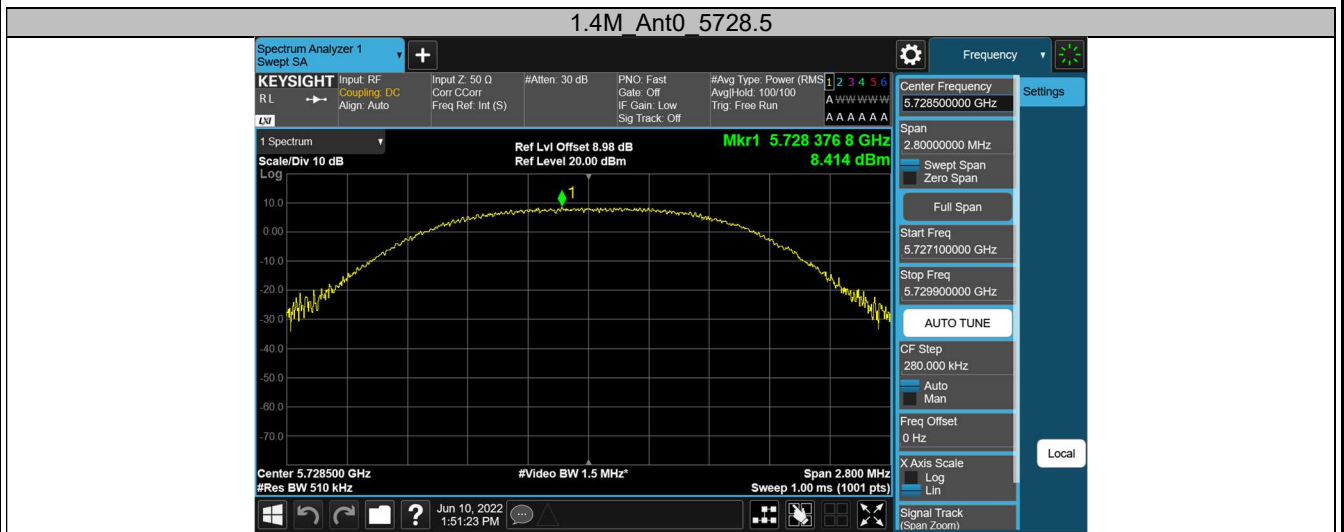 1.4M_Ant0_5728.5
Spectrum Analyzer 1
Swept SA
+
Frequency
KEYSIGHT
RL
LXI
Input: RF
Coupling: DC
Align: Auto
Input Z: 50 Ω
Corr CCorr
Freq Ref: Int (S)
#Atten: 30 dB
PNO: Fast
Gate: Off
IF Gain: Low
Sig Track: Off
#Avg Type: Power (RMS
Avg|Hold: 100/100
Trig: Free Run
1 2 3 4 5 6
A W W W W W
A A A A A A
1 Spectrum
Scale/Div 10 dB
Log
Ref Lvl Offset 8.98 dB
Ref Level 20.00 dBm
Mkr1 5.728 376 8 GHz
8.414 dBm
1
10.0
0.00
-10.0
-20.0
-30.0
-40.0
-50.0
-60.0
-70.0
Center 5.728500 GHz
#Res BW 510 kHz
#Video BW 1.5 MHz*
Span 2.800 MHz
Sweep 1.00 ms (1001 pts)
Center Frequency
5.728500000 GHz
Settings
Span
2.80000000 MHz
Swept Span
Zero Span
Full Span
Start Freq
5.727100000 GHz
Stop Freq
5.729900000 GHz
AUTO TUNE
CF Step
280.000 kHz
Auto
Man
Freq Offset
0 Hz
X Axis Scale
Log
Lin
Local
Signal Track
(Span Zoom)
?
Jun 10, 2022
1:51:23 PM